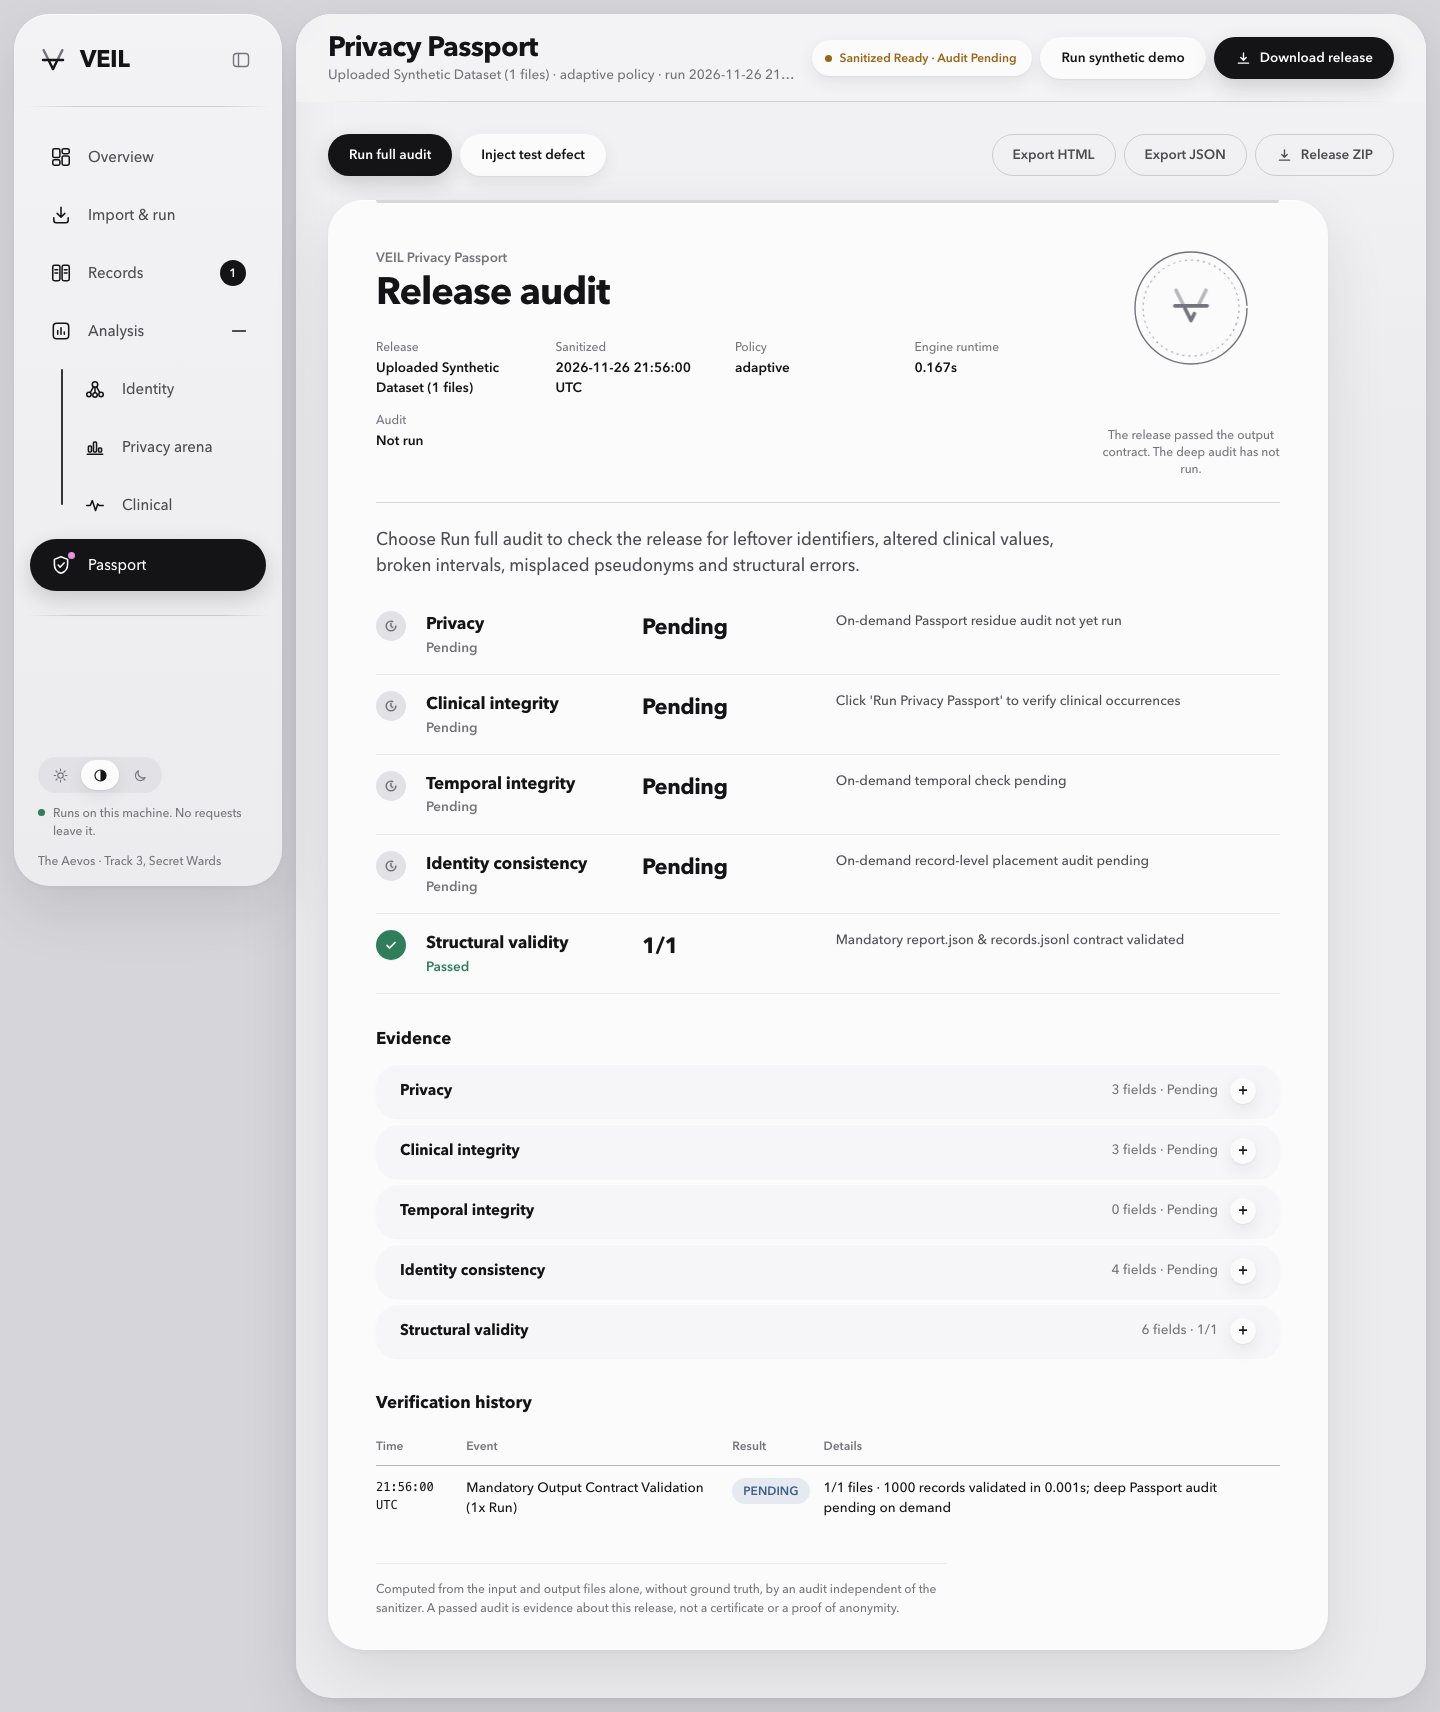 VEIL
Overview
Import & run
Records
1
Analysis
Identity
Privacy arena
Clinical
Passport
Runs on this machine. No requests
leave it.
The Aevos · Track 3, Secret Wards
Privacy Passport
Uploaded Synthetic Dataset (1 files) · adaptive policy · run 2026-11-26 21...
Sanitized Ready · Audit Pending
Run synthetic demo
Download release
Run full audit
Inject test defect
Export HTML
Export JSON
Release ZIP
VEIL Privacy Passport
Release audit
Release
Uploaded Synthetic
Dataset (1 files)
Sanitized
2026-11-26 21:56:00
UTC
Policy
adaptive
Engine runtime
0.167s
Audit
Not run
The release passed the output
contract. The deep audit has not
run.
Choose Run full audit to check the release for leftover identifiers, altered clinical values,
broken intervals, misplaced pseudonyms and structural errors.
Privacy
Pending
Pending
On-demand Passport residue audit not yet run
Clinical integrity
Pending
Pending
Click 'Run Privacy Passport' to verify clinical occurrences
Temporal integrity
Pending
Pending
On-demand temporal check pending
Identity consistency
Pending
Pending
On-demand record-level placement audit pending
Structural validity
Passed
1/1
Mandatory report.json & records.jsonl contract validated
Evidence
Privacy
3 fields · Pending
Clinical integrity
3 fields · Pending
Temporal integrity
0 fields · Pending
Identity consistency
4 fields · Pending
Structural validity
6 fields · 1/1
Verification history
Time Event Result Details
21:56:00
UTC
Mandatory Output Contract Validation
(1x Run)
PENDING
1/1 files · 1000 records validated in 0.001s; deep Passport audit
pending on demand
Computed from the input and output files alone, without ground truth, by an audit independent of the
sanitizer. A passed audit is evidence about this release, not a certificate or a proof of anonymity.